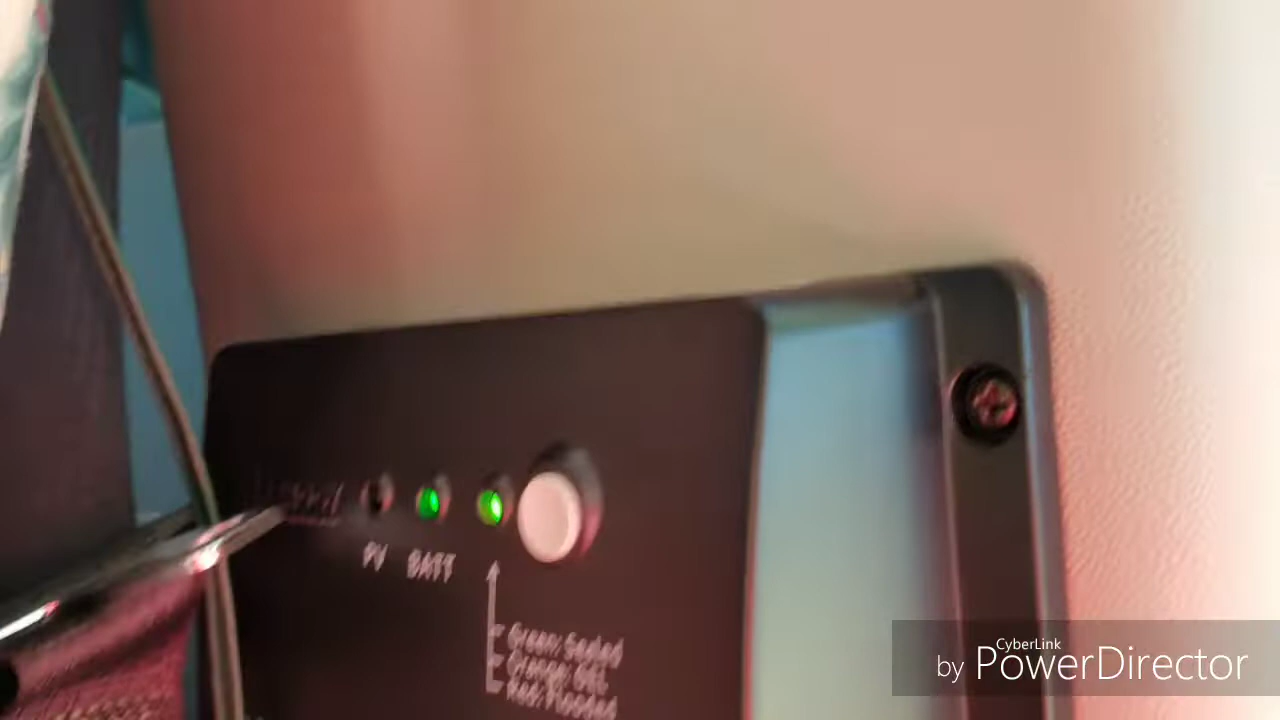 PV BATT
Green: Sealed
Orange: GEL
Red: Flooded
CyberLink
by PowerDirector